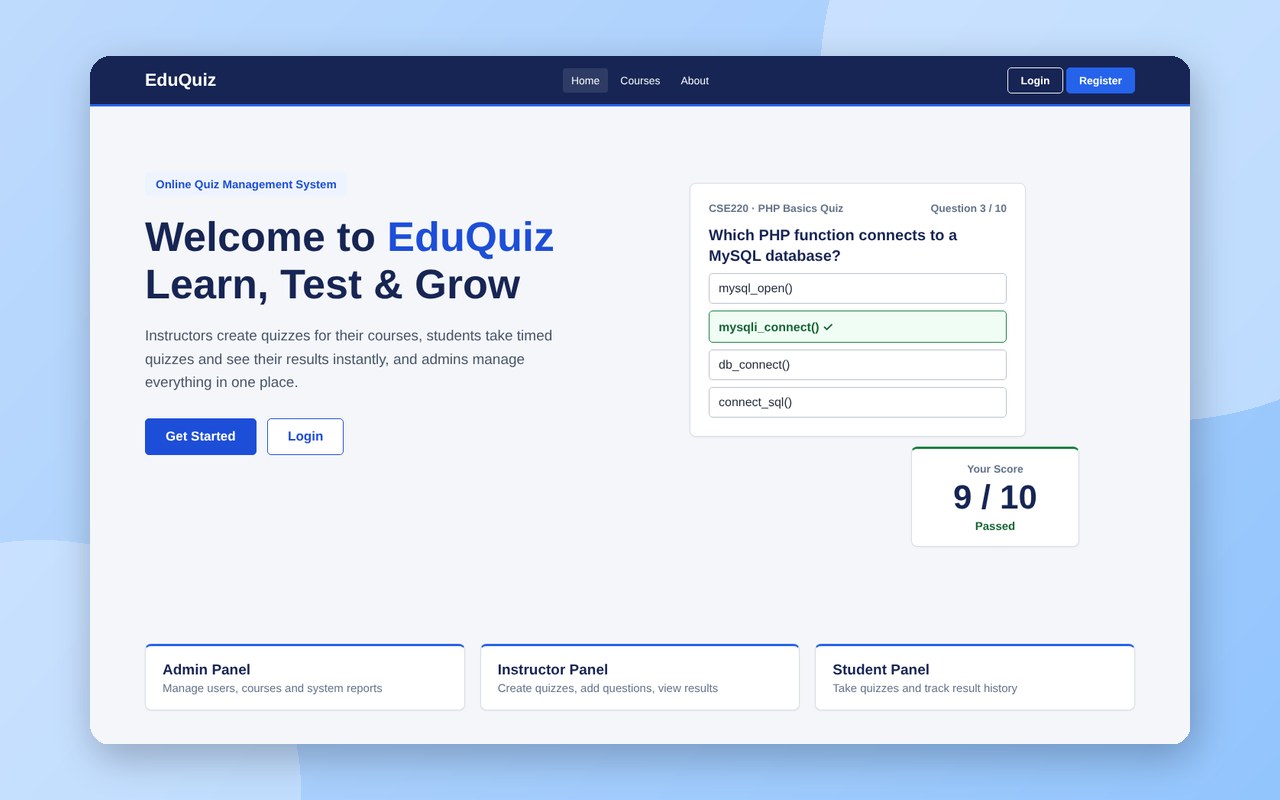 EduQuiz
Home Courses About
Login Register
Online Quiz Management System
Welcome to EduQuiz
Learn, Test & Grow
Instructors create quizzes for their courses, students take timed
quizzes and see their results instantly, and admins manage
everything in one place.
Get Started Login
CSE220 · PHP Basics Quiz Question 3 / 10
Which PHP function connects to a
MySQL database?
mysql_open()
mysqli_connect() ✓
db_connect()
connect_sql()
Your Score
9 / 10
Passed
Admin Panel
Manage users, courses and system reports
Instructor Panel
Create quizzes, add questions, view results
Student Panel
Take quizzes and track result history